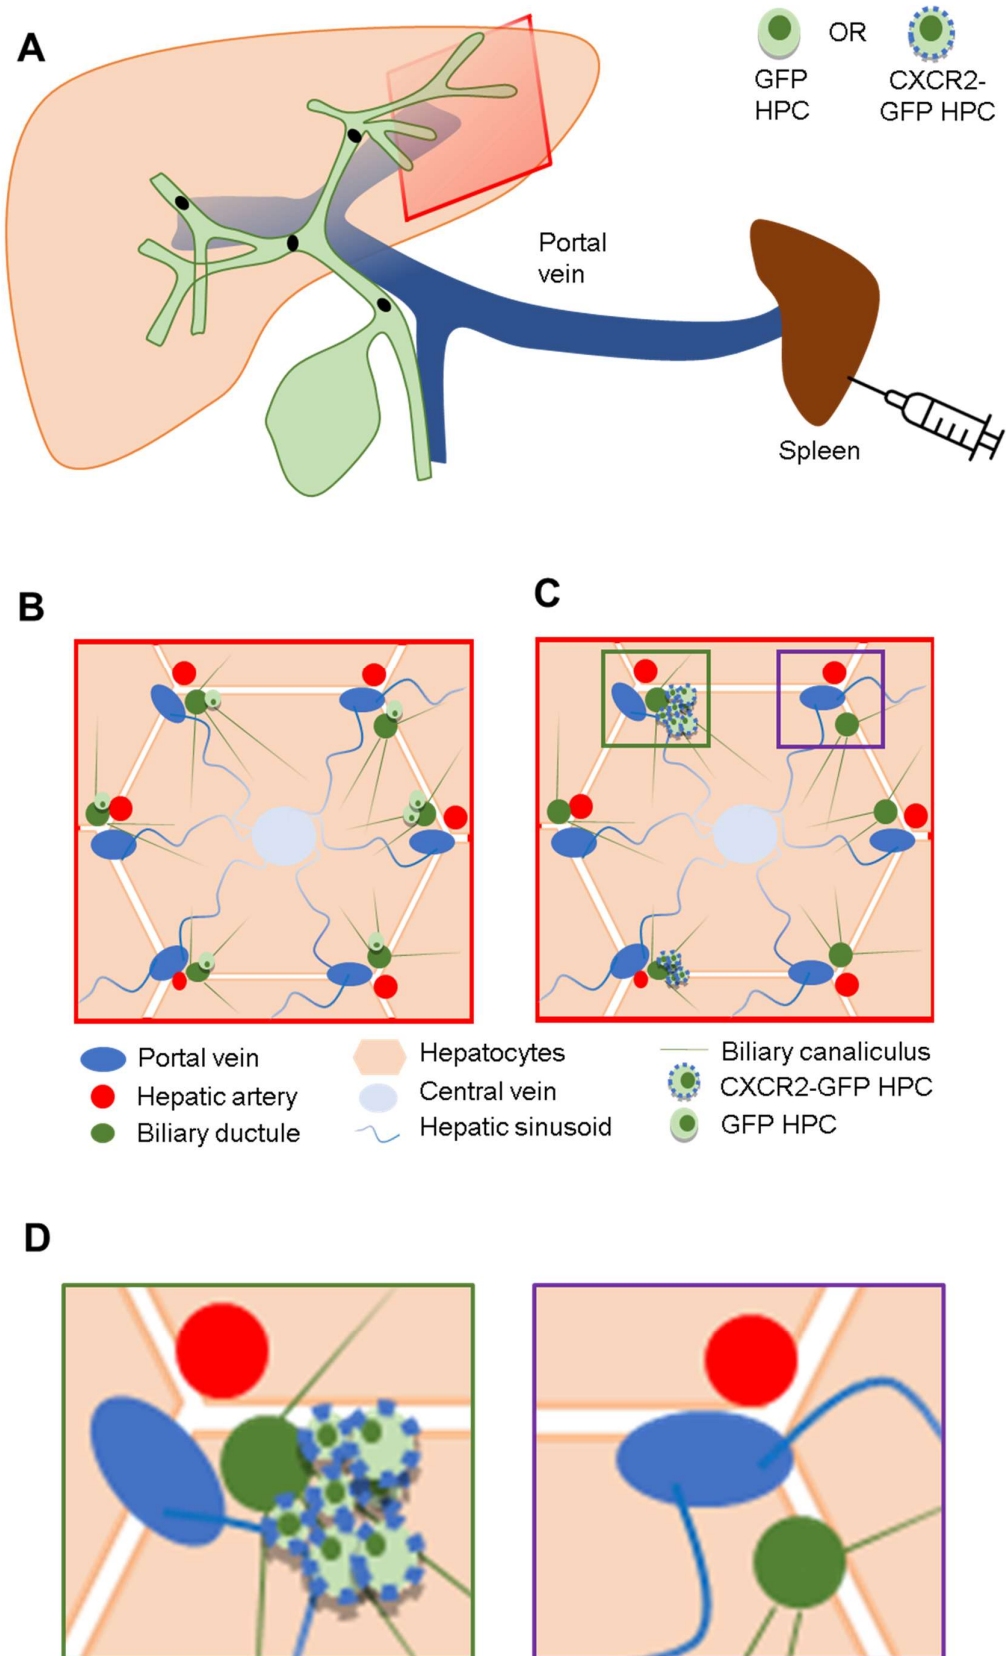 A
GFP
HPC
OR
CXCR2-
GFP HPC
Portal
vein
Spleen
B
C
Portal vein
Hepatic artery
Biliary ductule
Hepatocytes
Central vein
Hepatic sinusoid
Biliary canaliculus
CXCR2-GFP HPC
GFP HPC
D